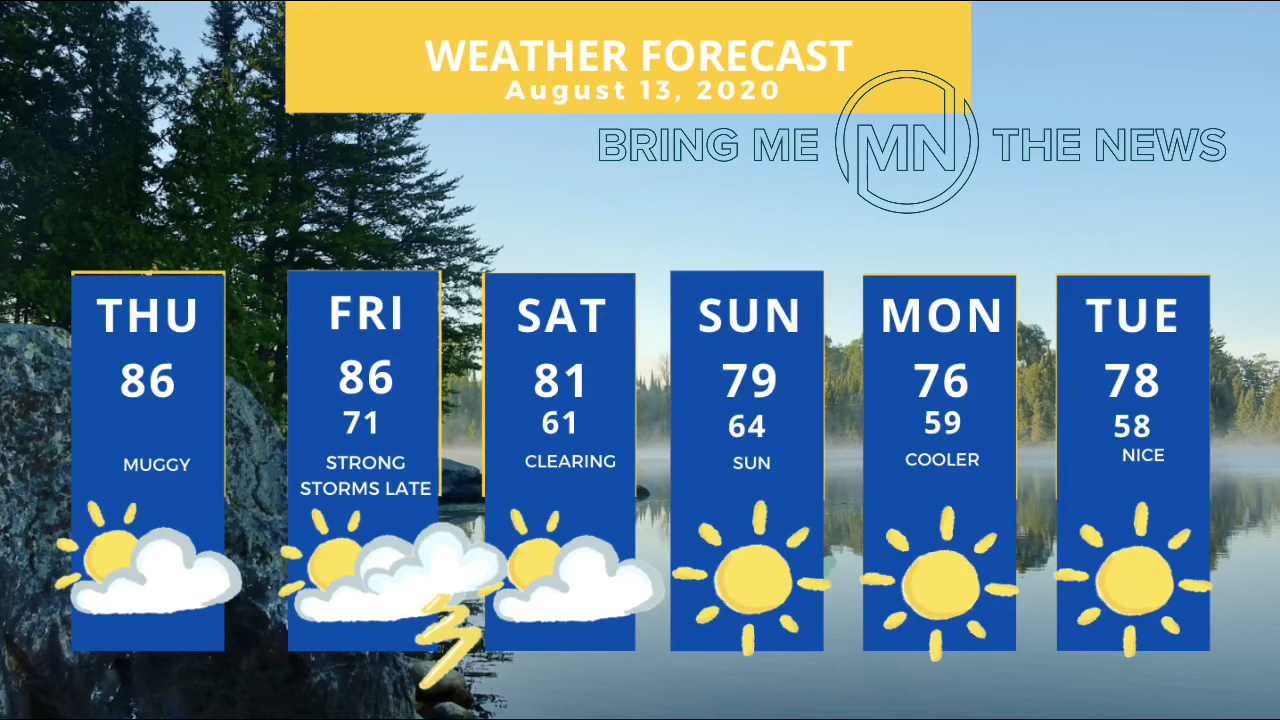 WEATHER FORECAST
August 13, 2020
BRING ME MN THE NEWS
THU
86
MUGGY
FRI
86
71
STRONG
STORMS LATE
SAT
81
61
CLEARING
SUN
79
64
SUN
MON
76
59
COOLER
TUE
78
58
NICE